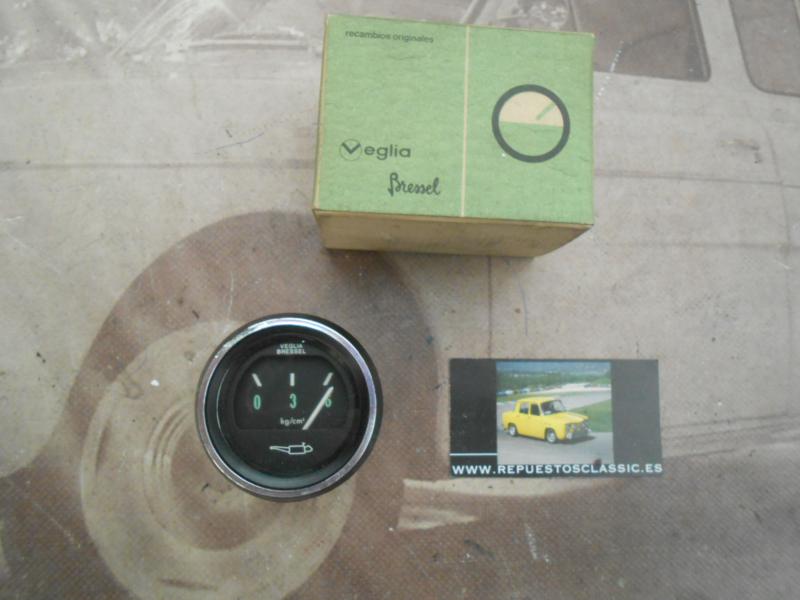 recambios originales
Veglia
Bressel
VEGLIA
BRESSEL
0 3 6
kg/cm²
WWW.REPUESTOSCLASSIC.ES